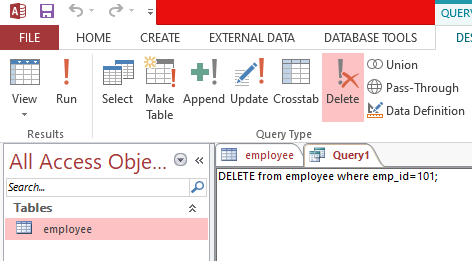 QUERY
FILE HOME CREATE EXTERNAL DATA DATABASE TOOLS DES
View Run Select Make Table Append Update Crosstab Delete
Union
Pass-Through
Data Definition
Results Query Type
All Access Obje...
Search...
Tables
employee
employee Query1
DELETE from employee where emp_id=101;